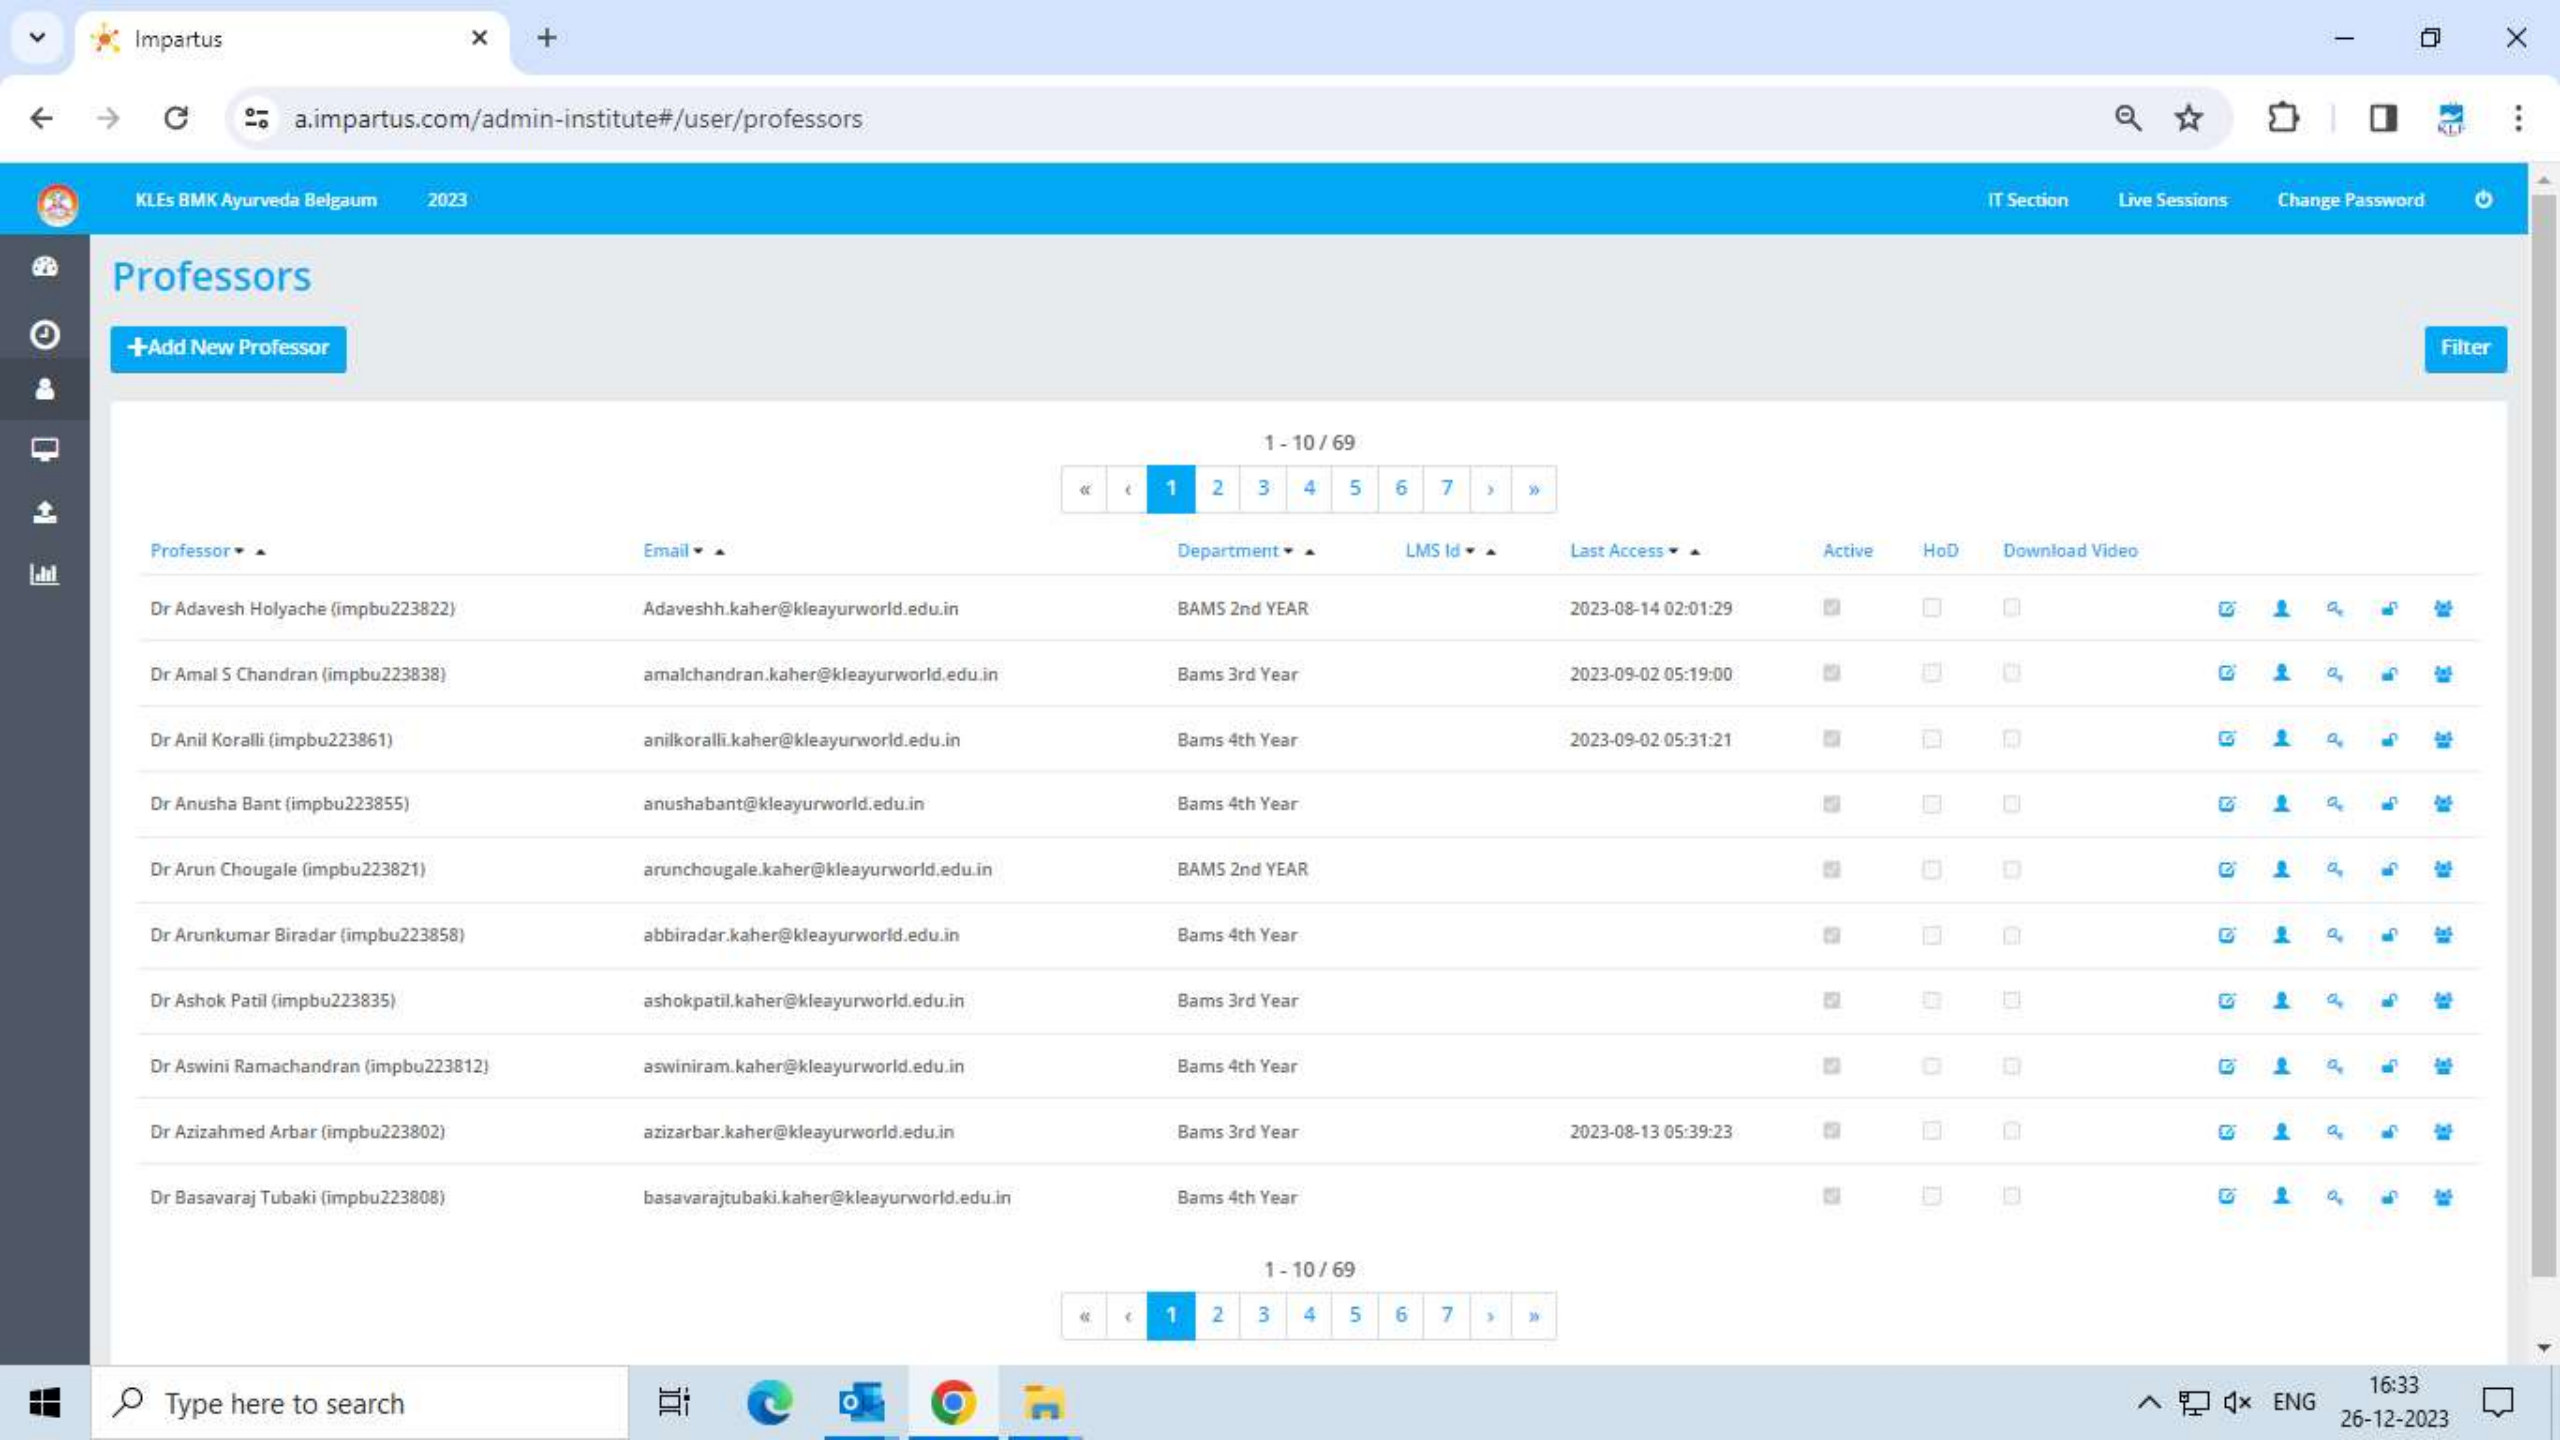 Impartus
a.impartus.com/admin-institute#/user/professors
KLEs BMK Ayurveda Belgaum 2023 IT Section Live Sessions Change Password
Professors
+Add New Professor Filter
1 - 10 / 69
« ‹ 1 2 3 4 5 6 7 › »
Professor Email Department LMS Id Last Access Active HoD Download Video
Dr Adavesh Holyache (impbu223822) Adaveshh.kaher@kleayurworld.edu.in BAMS 2nd YEAR 2023-08-14 02:01:29
Dr Amal S Chandran (impbu223838) amalchandran.kaher@kleayurworld.edu.in Bams 3rd Year 2023-09-02 05:19:00
Dr Anil Koralli (impbu223861) anilkoralli.kaher@kleayurworld.edu.in Bams 4th Year 2023-09-02 05:31:21
Dr Anusha Bant (impbu223855) anushabant@kleayurworld.edu.in Bams 4th Year
Dr Arun Chougale (impbu223821) arunchougale.kaher@kleayurworld.edu.in BAMS 2nd YEAR
Dr Arunkumar Biradar (impbu223858) abbiradar.kaher@kleayurworld.edu.in Bams 4th Year
Dr Ashok Patil (impbu223835) ashokpatil.kaher@kleayurworld.edu.in Bams 3rd Year
Dr Aswini Ramachandran (impbu223812) aswiniram.kaher@kleayurworld.edu.in Bams 4th Year
Dr Azizahmed Arbar (impbu223802) azizarbar.kaher@kleayurworld.edu.in Bams 3rd Year 2023-08-13 05:39:23
Dr Basavaraj Tubaki (impbu223808) basavarajtubaki.kaher@kleayurworld.edu.in Bams 4th Year
1 - 10 / 69
« ‹ 1 2 3 4 5 6 7 › »
Type here to search ENG 16:33
26-12-2023